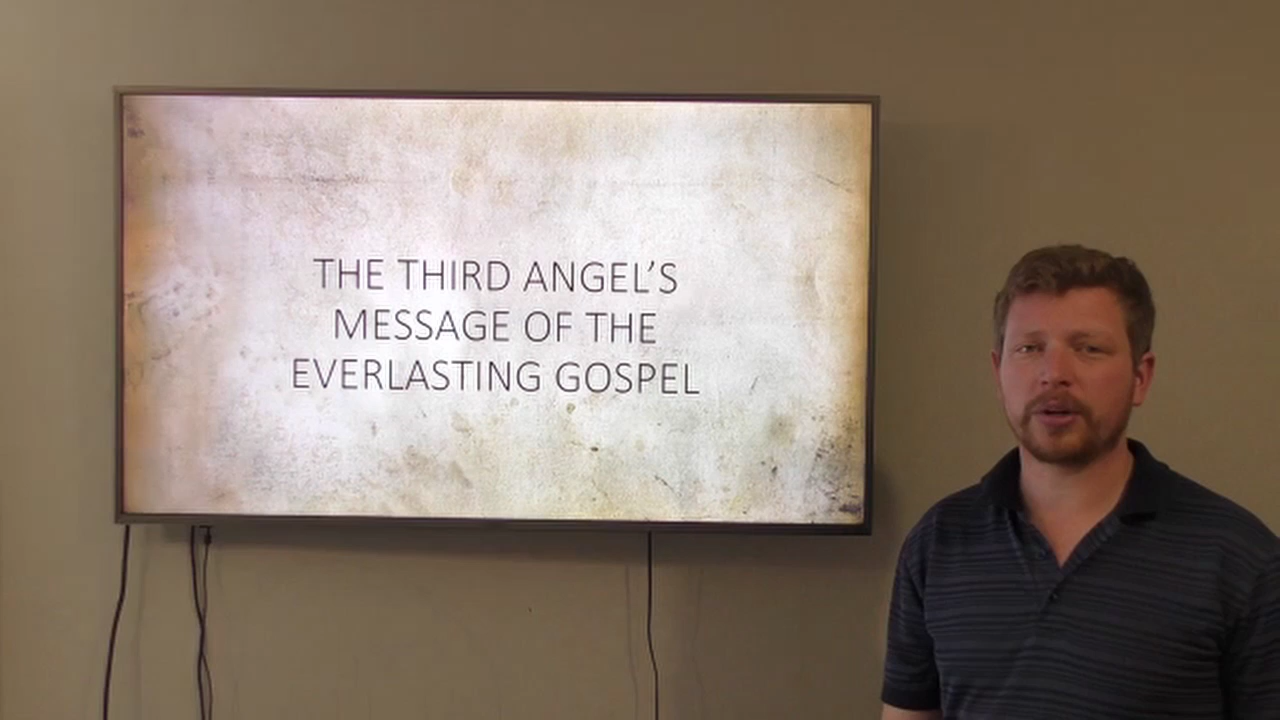 THE THIRD ANGEL’S
MESSAGE OF THE
EVERLASTING GOSPEL